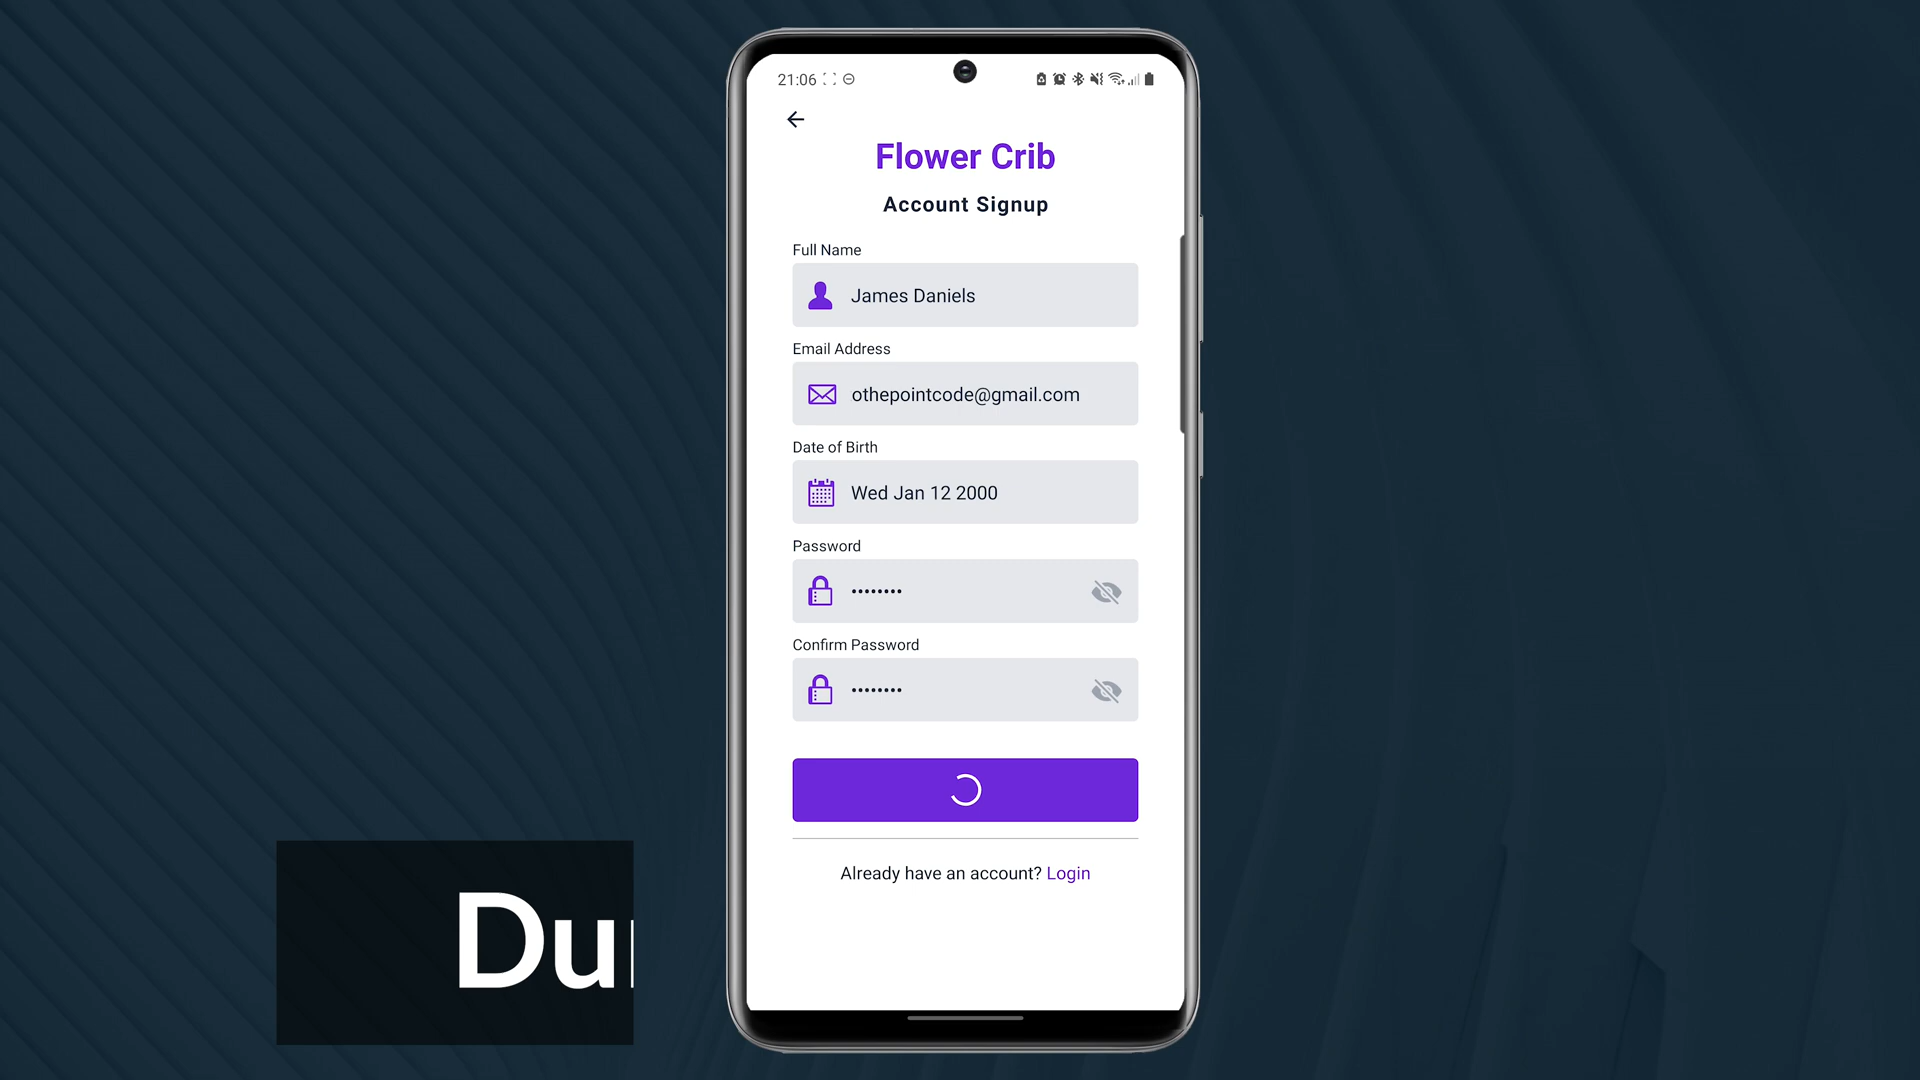 21:06
Flower Crib
Account Signup
Full Name
James Daniels
Email Address
othepointcode@gmail.com
Date of Birth
Wed Jan 12 2000
Password
••••••••
Confirm Password
••••••••
Already have an account? Login